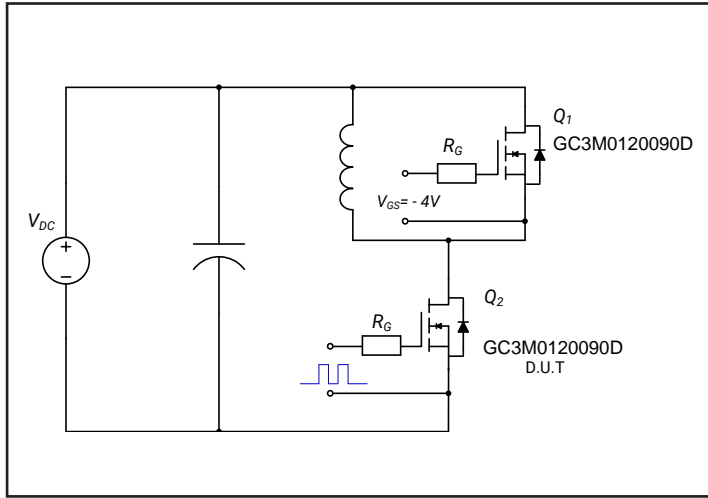 Q1
GC3M0120090D
RG
VGS= - 4V
VDC
+
−
Q2
RG
GC3M0120090D
D.U.T